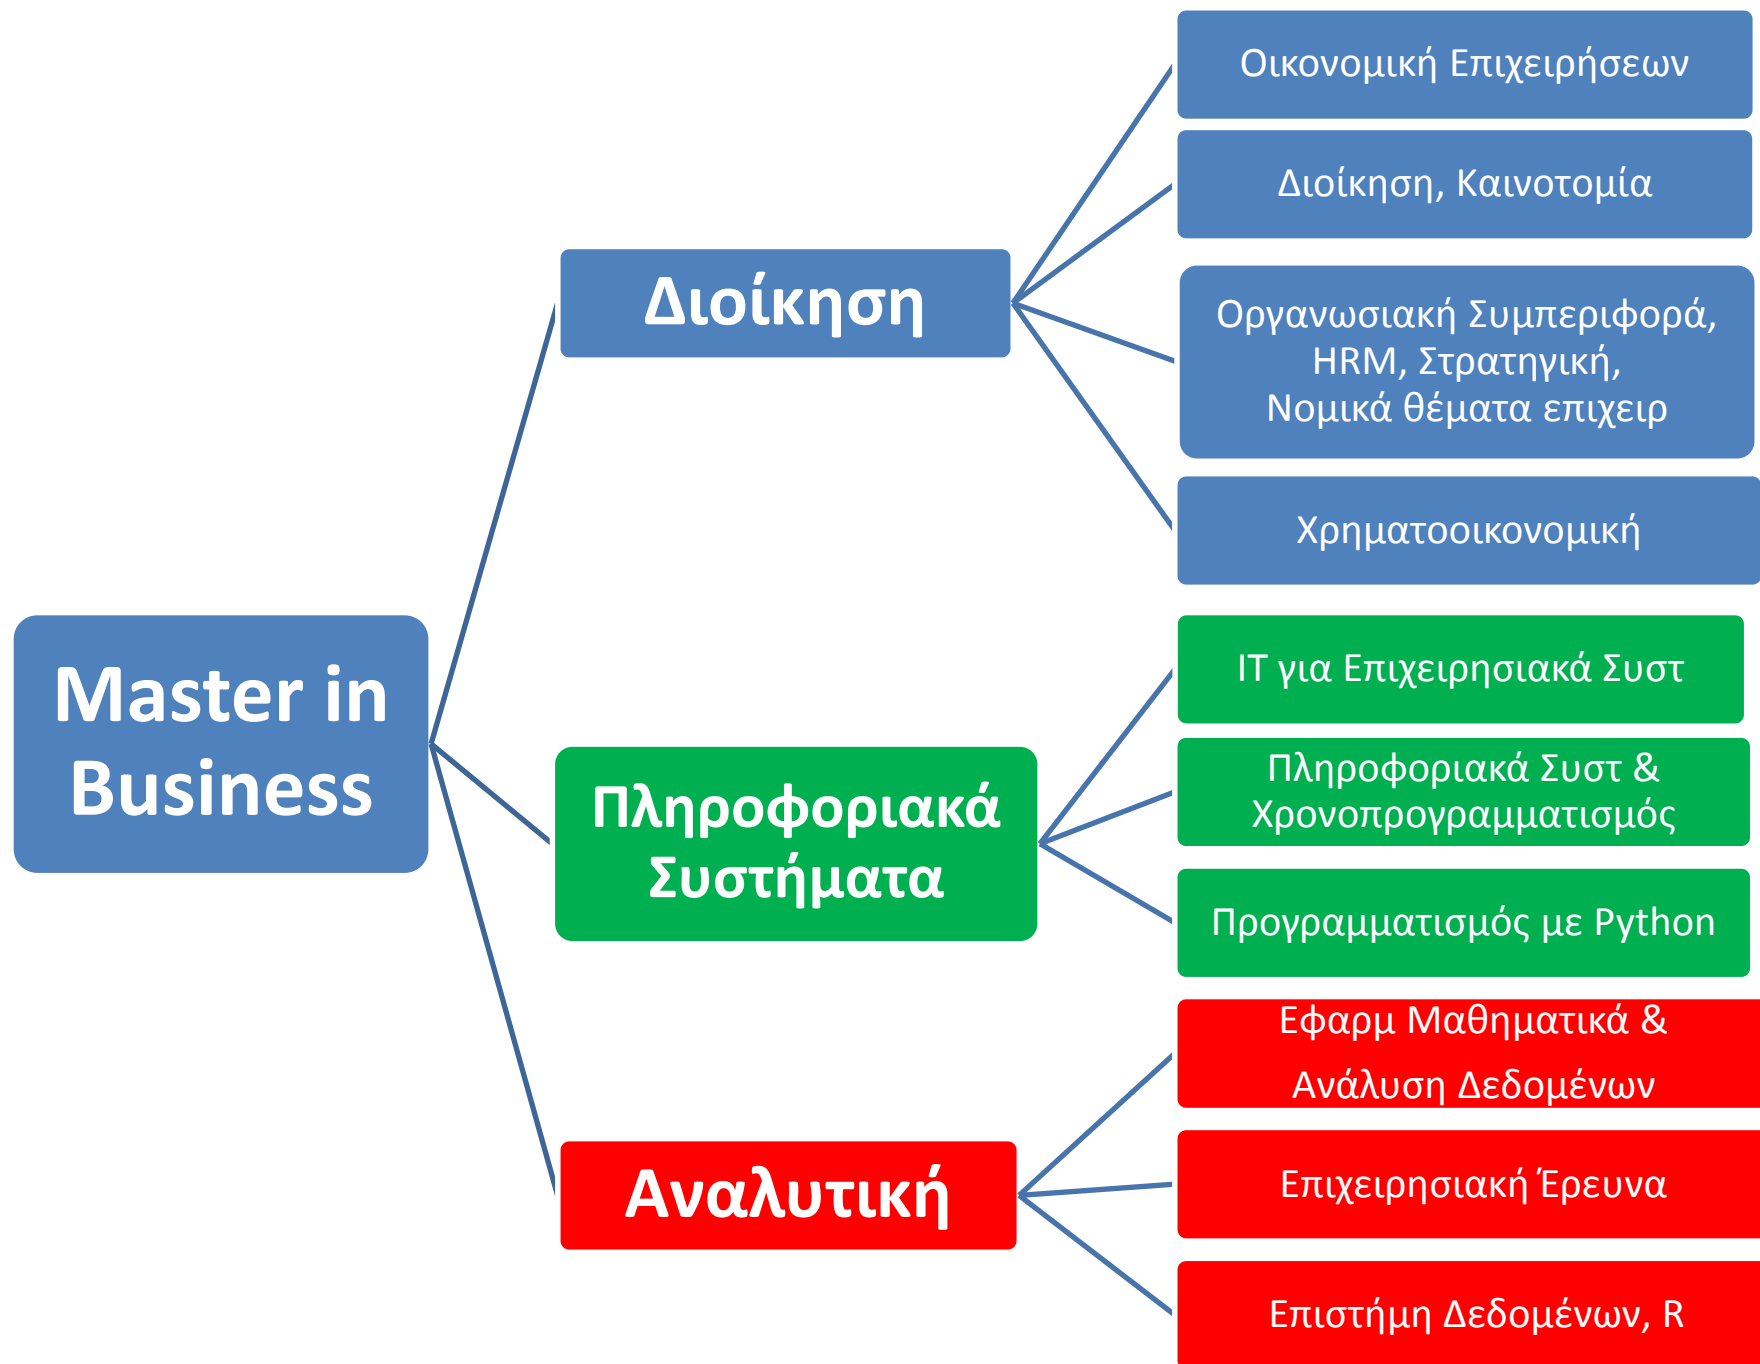 Master in
Business
Διοίκηση
Οικονομική Επιχειρήσεων
Διοίκηση, Καινοτομία
Οργανωσιακή Συμπεριφορά,
HRM, Στρατηγική,
Νομικά θέματα επιχειρ
Χρηματοοικονομική
Πληροφοριακά
Συστήματα
IT για Επιχειρησιακά Συστ
Πληροφοριακά Συστ &
Χρονοπρογραμματισμός
Προγραμματισμός με Python
Αναλυτική
Εφαρμ Μαθηματικά &
Ανάλυση Δεδομένων
Επιχειρησιακή Έρευνα
Επιστήμη Δεδομένων, R